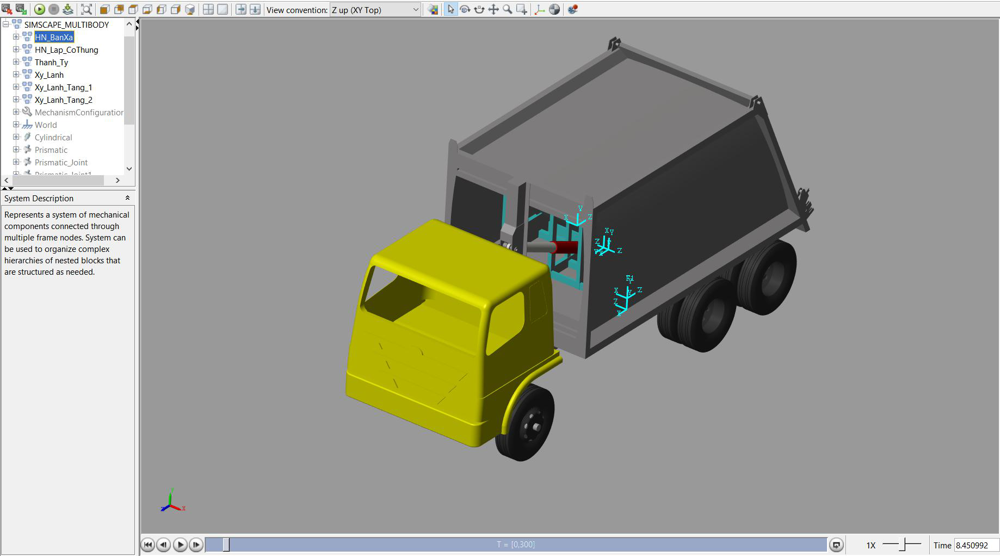 View convention: Z up (XY Top)
SIMSCAPE_MULTIBODY
HN_BanXa
HN_Lap_CoThung
Thanh_Ty
Xy_Lanh
Xy_Lanh_Tang_1
Xy_Lanh_Tang_2
MechanismConfiguration
World
Cylindrical
Prismatic
Prismatic_Joint
Prismatic_Joint1
System Description
Represents a system of mechanical
components connected through
multiple frame nodes. System can
be used to organize complex
hierarchies of nested blocks that
are structured as needed.
Y
X Z
X Y
Z
Z
X Z
Y
Z
X
Y
Z X
T = [0,300]
1X
Time 8.450992